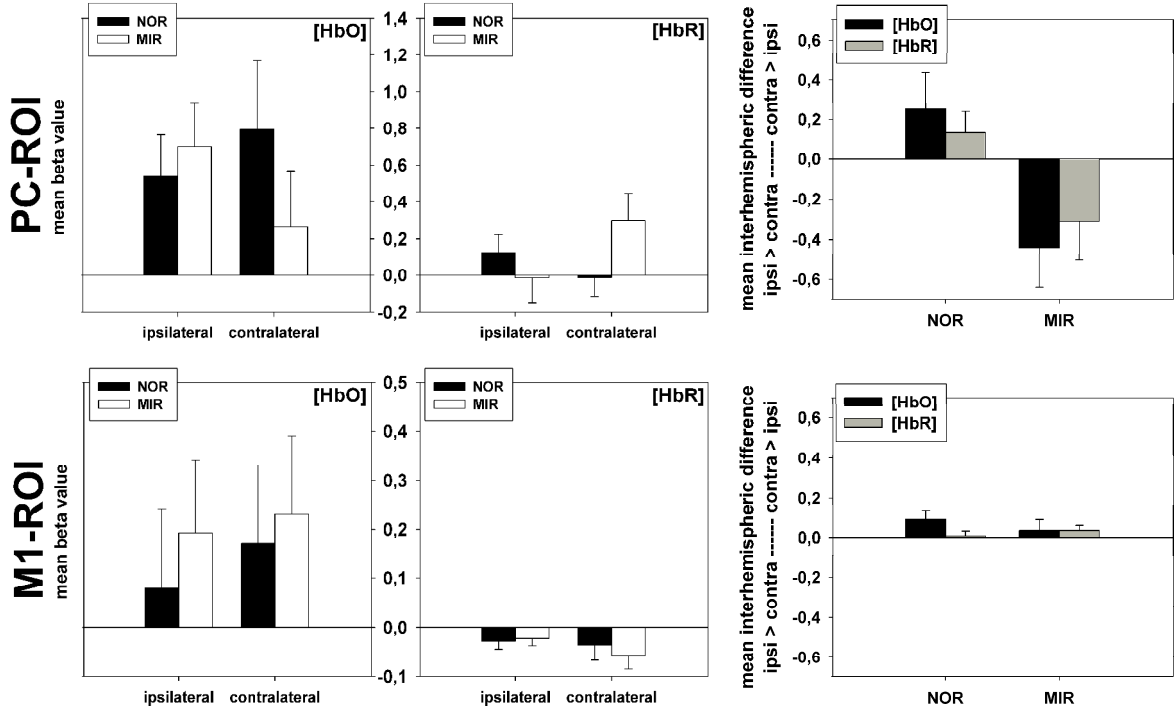 PC-ROI
mean beta value
NOR
MIR
[HbO]
1,4
1,2
1,0
0,8
0,6
0,4
0,2
0,0
-0,2
ipsilateral contralateral
NOR
MIR
[HbR]
ipsilateral contralateral
mean interhemispheric difference
ipsi > contra ------ contra > ipsi
0,6
0,4
0,2
0,0
-0,2
-0,4
-0,6
[HbO]
[HbR]
NOR MIR
M1-ROI
mean beta value
NOR
MIR
[HbO]
0,5
0,4
0,3
0,2
0,1
0,0
-0,1
ipsilateral contralateral
NOR
MIR
[HbR]
ipsilateral contralateral
mean interhemispheric difference
ipsi > contra ------ contra > ipsi
0,6
0,4
0,2
0,0
-0,2
-0,4
-0,6
[HbO]
[HbR]
NOR MIR